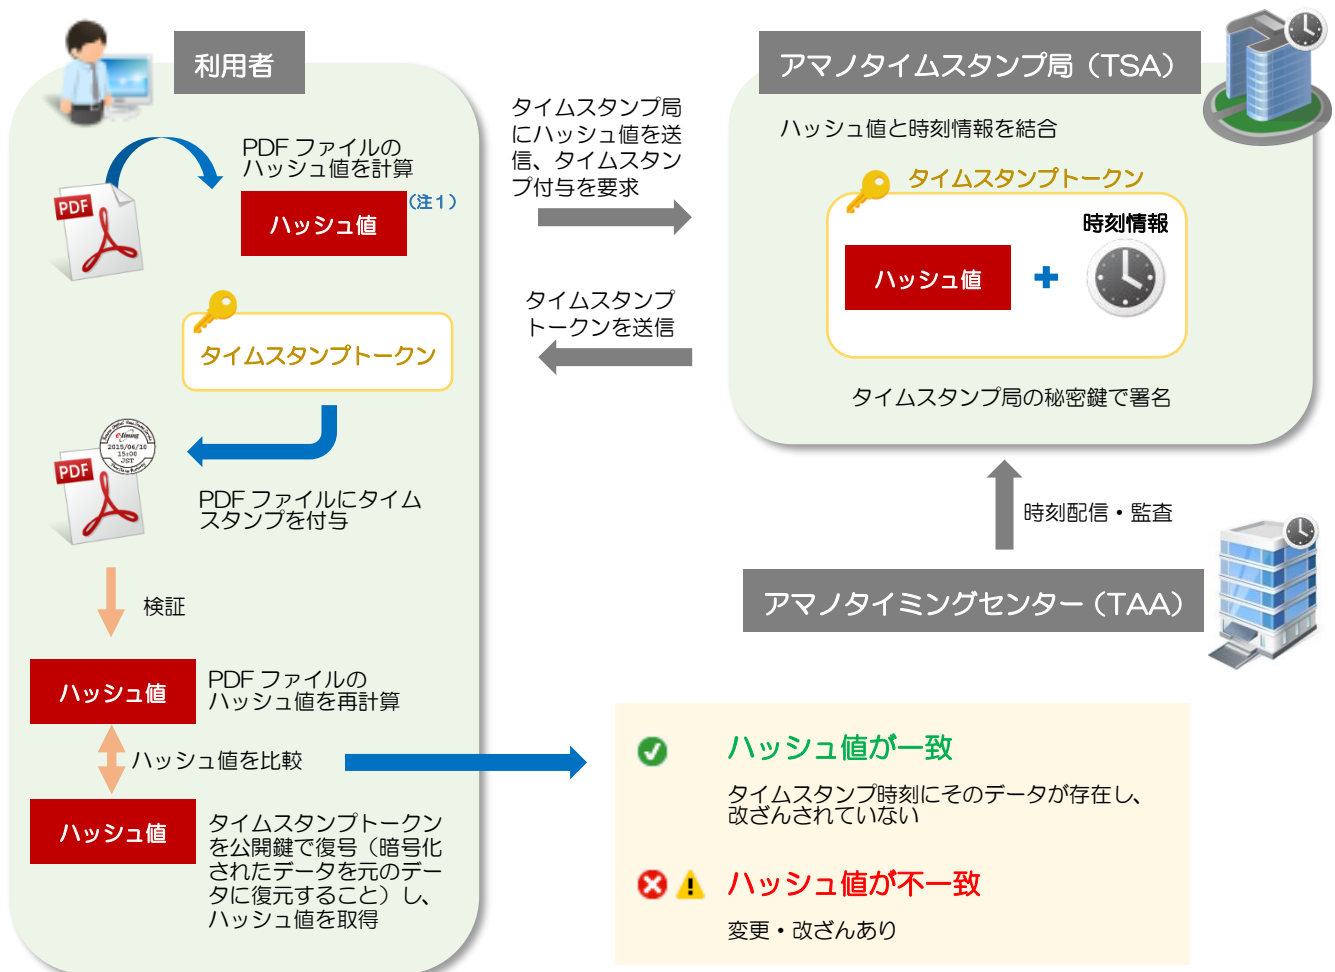 利用者
PDF ファイルの
ハッシュ値を計算
ハッシュ値
(注1)
PDF
タイムスタンプトークン
2015/06/10
15:00
JST
PDF
PDF ファイルにタイム
スタンプを付与
検証
ハッシュ値
PDF ファイルの
ハッシュ値を再計算
ハッシュ値を比較
ハッシュ値
タイムスタンプトークン
を公開鍵で復号（暗号化
されたデータを元のデー
タに復元すること）し、
ハッシュ値を取得
タイムスタンプ局
にハッシュ値を送
信、タイムスタン
プ付与を要求
タイムスタンプ
トークンを送信
アマノタイムスタンプ局（TSA）
ハッシュ値と時刻情報を結合
タイムスタンプトークン
時刻情報
ハッシュ値
+
タイムスタンプ局の秘密鍵で署名
時刻配信・監査
アマノタイミングセンター（TAA）
ハッシュ値が一致
タイムスタンプ時刻にそのデータが存在し、
改ざんされていない
ハッシュ値が不一致
変更・改ざんあり